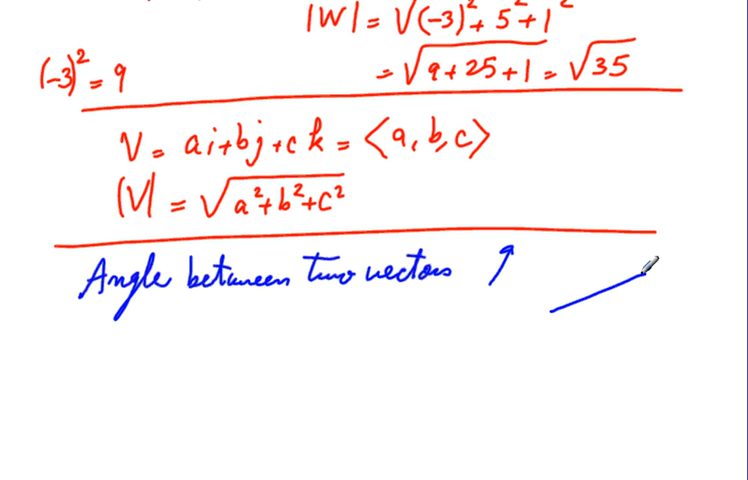 |W| = √(-3)² + 5² + 1²
(-3)² = 9
= √9 + 25 + 1 = √35
V = ai + bj + ck = <a, b, c>
|V| = √a² + b² + c²
Angle between two vectors